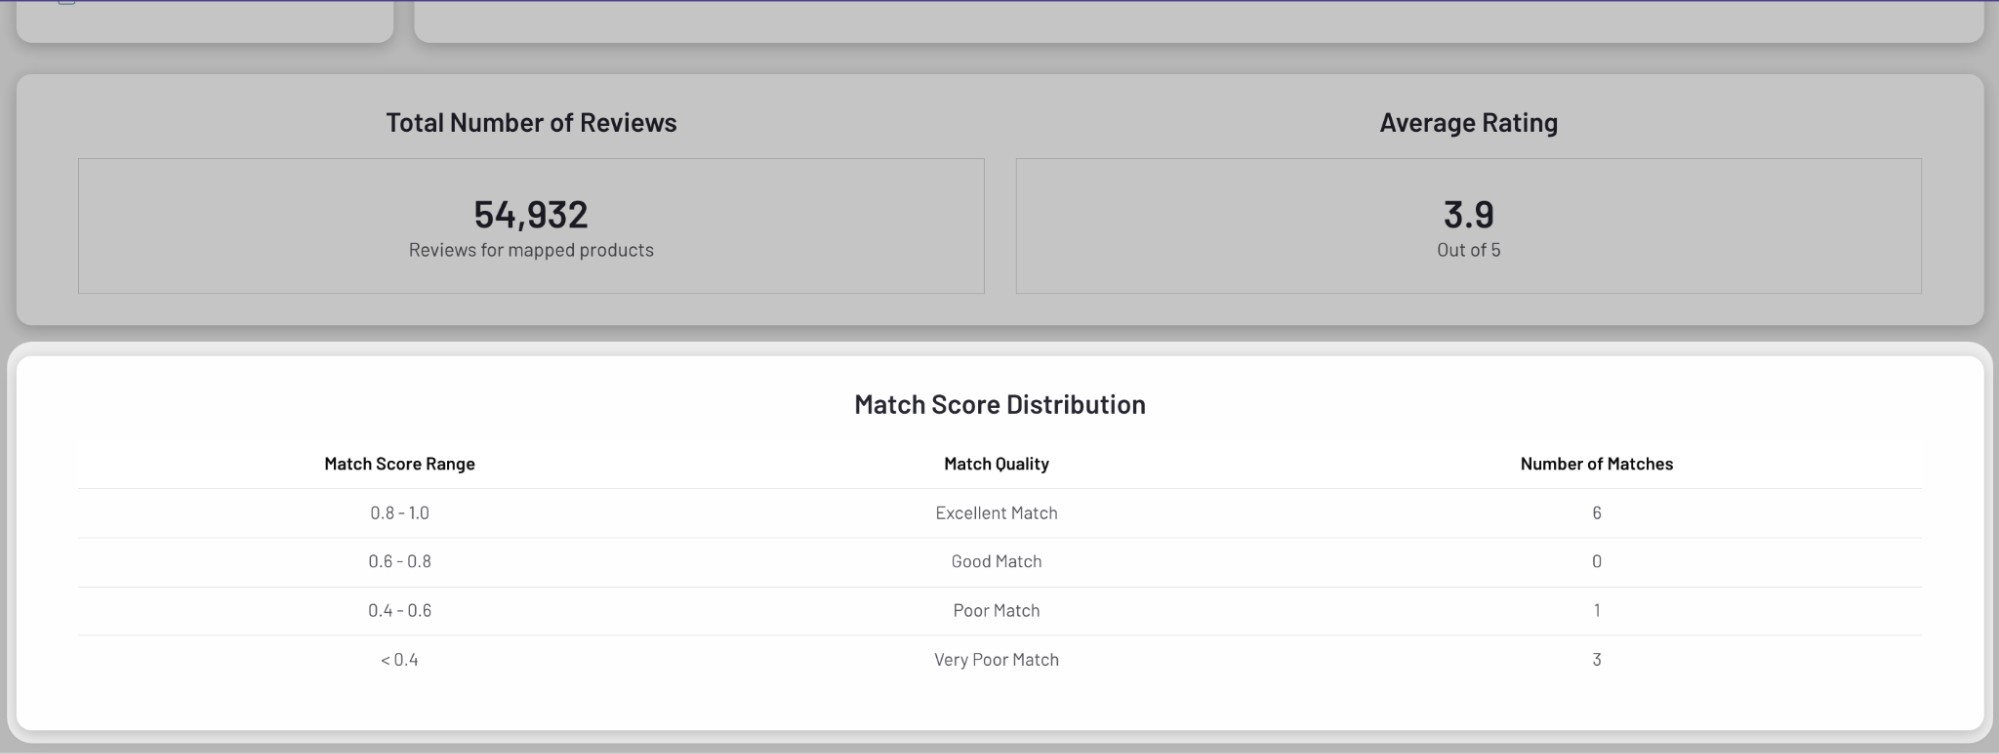 Total Number of Reviews
Average Rating
54,932
Reviews for mapped products
3.9
Out of 5
Match Score Distribution
Match Score Range Match Quality Number of Matches
0.8 - 1.0 Excellent Match 6
0.6 - 0.8 Good Match 0
0.4 - 0.6 Poor Match 1
< 0.4 Very Poor Match 3